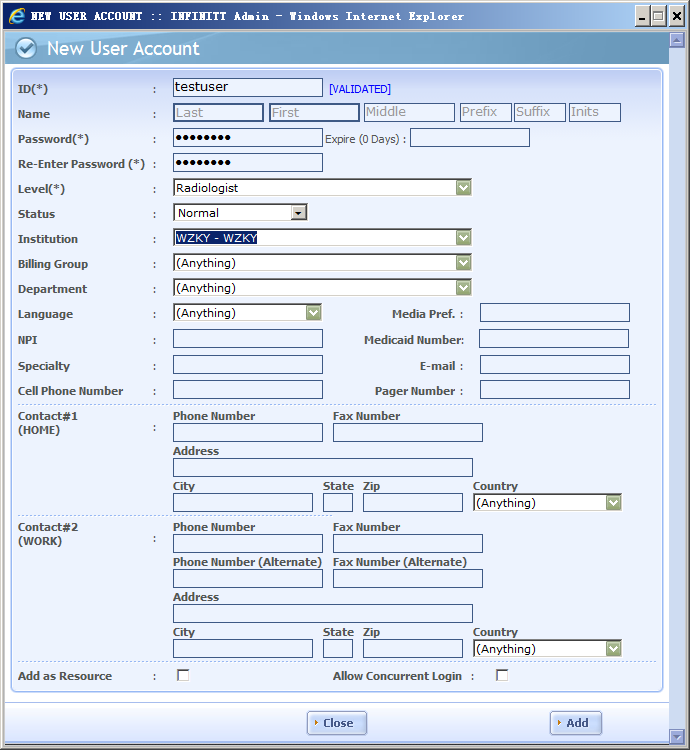 NEW USER ACCOUNT :: INFINITT Admin - Windows Internet Explorer
New User Account
ID(*) : testuser [VALIDATED]
Name : Last First Middle Prefix Suffix Inits
Password(*) : ●●●●●●●● Expire (0 Days) :
Re-Enter Password (*) : ●●●●●●●●
Level(*) : Radiologist
Status : Normal
Institution : WZKY - WZKY
Billing Group : (Anything)
Department : (Anything)
Language : (Anything) Media Pref. :
NPI : Medicaid Number:
Specialty : E-mail :
Cell Phone Number : Pager Number :
Contact#1 Phone Number Fax Number
(HOME) :
Address
City State Zip Country
(Anything)
Contact#2 Phone Number Fax Number
(WORK) :
Phone Number (Alternate) Fax Number (Alternate)
Address
City State Zip Country
(Anything)
Add as Resource : Allow Concurrent Login :
Close Add